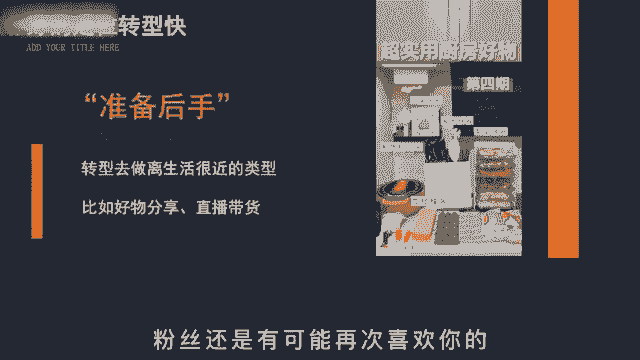 转型快
ADD YOUR TITLE HERE
“准备后手”
转型去做离生活很近的类型
比如好物分享、直播带货
超实用厨房好物
第四期
粉丝还是有可能再次喜欢你的